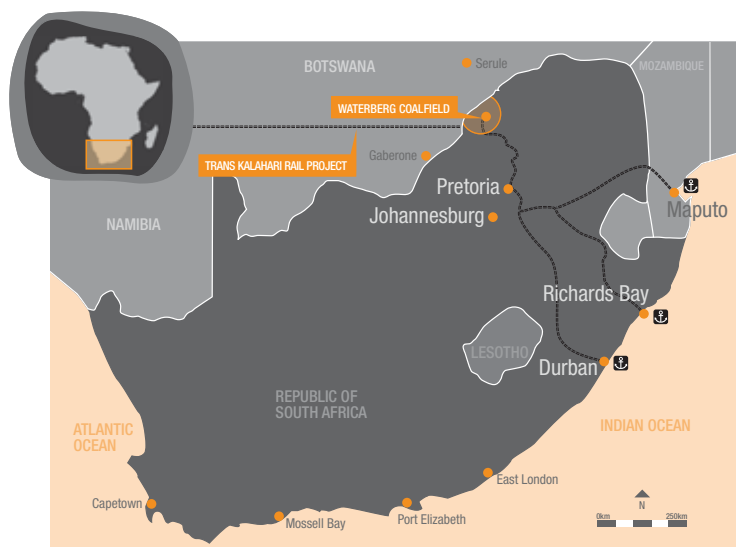 BOTSWANA
Serule
MOZAMBIQUE
WATERBERG COALFIELD
TRANS KALAHARI RAIL PROJECT
Gaberone
Pretoria
Maputo
Johannesburg
NAMIBIA
Richards Bay
LESOTHO
Durban
REPUBLIC OF
SOUTH AFRICA
ATLANTIC
OCEAN
INDIAN OCEAN
East London
Capetown
Mossell Bay
Port Elizabeth
N
0km
250km